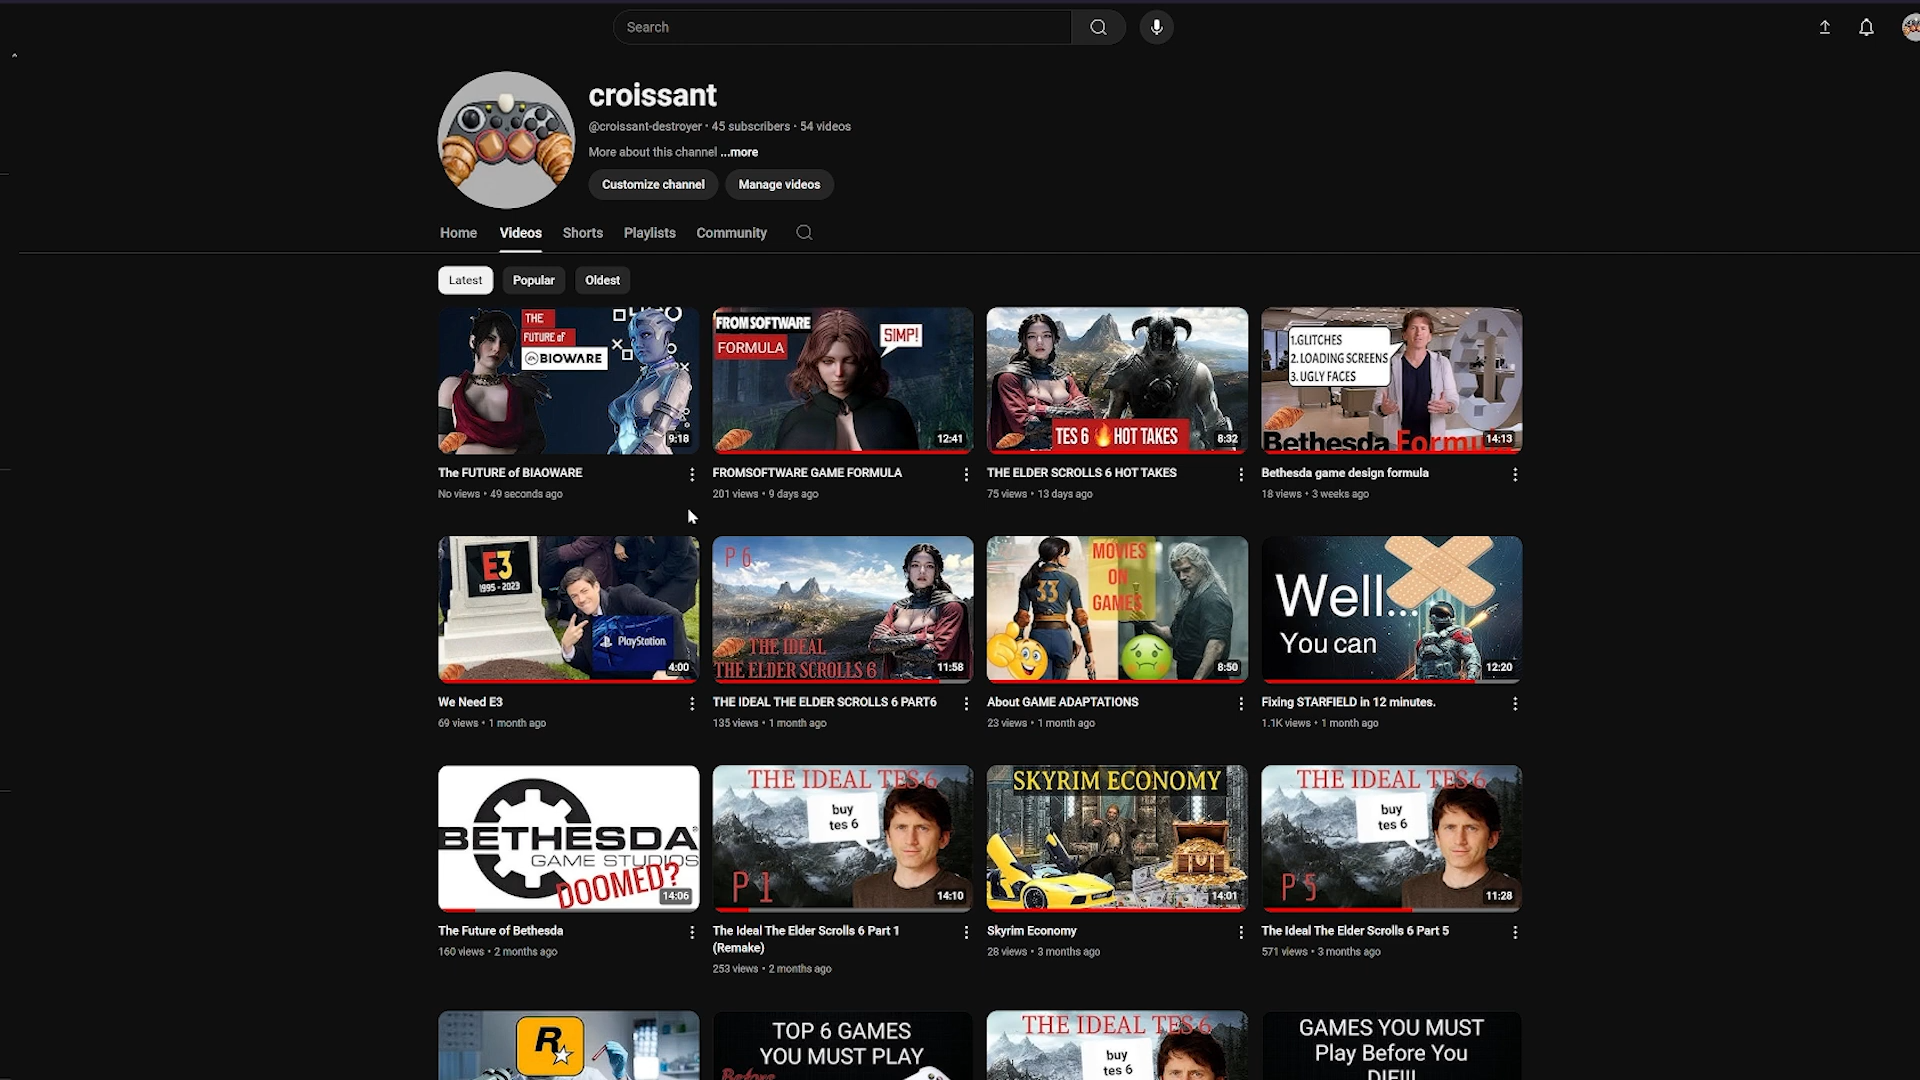 Search
croissant
@croissant-destroyer • 45 subscribers • 54 videos
More about this channel ...more
Customize channel
Manage videos
Home
Videos
Shorts
Playlists
Community
Latest
Popular
Oldest
THE
FUTURE of
BIOWARE
9:18
FROMSOFTWARE
FORMULA
SIMP!
12:41
TES 6 HOT TAKES
8:32
1.GLITCHES
2. LOADING SCREENS
3. UGLY FACES
Bethesda Formu
14:13
The FUTURE of BIAOWARE
No views • 49 seconds ago
FROMSOFTWARE GAME FORMULA
201 views • 9 days ago
THE ELDER SCROLLS 6 HOT TAKES
75 views • 13 days ago
Bethesda game design formula
18 views • 3 weeks ago
E3
1995 - 2023
PlayStation
4:00
P 6
THE IDEAL
THE ELDER SCROLLS 6
11:58
33
MOVIES
ON
GAMES
8:50
Well...
You can
12:20
We Need E3
69 views • 1 month ago
THE IDEAL THE ELDER SCROLLS 6 PART6
135 views • 1 month ago
About GAME ADAPTATIONS
23 views • 1 month ago
Fixing STARFIELD in 12 minutes.
1.1K views • 1 month ago
BETHESDA
GAME STUDIOS
DOOMED?
14:06
THE IDEAL TES 6
buy
tes 6
P 1
14:10
SKYRIM ECONOMY
14:01
THE IDEAL TES 6
buy
tes 6
P 5
11:28
The Future of Bethesda
160 views • 2 months ago
The Ideal The Elder Scrolls 6 Part 1
(Remake)
253 views • 2 months ago
Skyrim Economy
28 views • 3 months ago
The Ideal The Elder Scrolls 6 Part 5
571 views • 3 months ago
R
TOP 6 GAMES
YOU MUST PLAY
Before
THE IDEAL TES 6
buy
tes 6
GAMES YOU MUST
Play Before You
DIE!!!